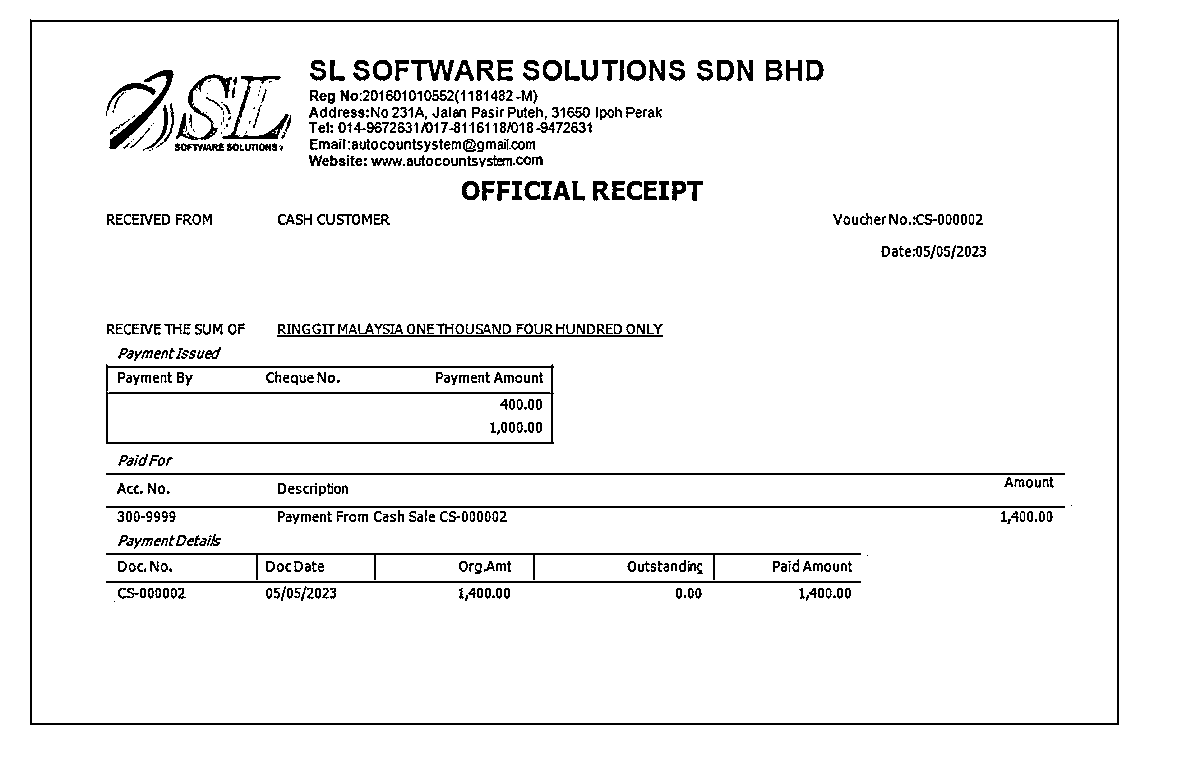 SL
SOFTWARE SOLUTIONS
SL SOFTWARE SOLUTIONS SDN BHD
Reg No:201601010552(1181482-M)
Address:No 231A, Jalan Pasir Puteh, 31650 Ipoh Perak
Tel: 014-9672631/017-8116118/018-9472631
Email:autocountsystem@gmail.com
Website: www.autocountsystem.com
OFFICIAL RECEIPT
RECEIVED FROM CASH CUSTOMER Voucher No.:CS-000002
Date:05/05/2023
RECEIVE THE SUM OF RINGGIT MALAYSIA ONE THOUSAND FOUR HUNDRED ONLY
Payment Issued
Payment By Cheque No. Payment Amount
400.00
1,000.00
Paid For
Acc. No. Description Amount
300-9999 Payment From Cash Sale CS-000002 1,400.00
Payment Details
Doc. No. Doc Date Org.Amt Outstanding Paid Amount
CS-000002 05/05/2023 1,400.00 0.00 1,400.00